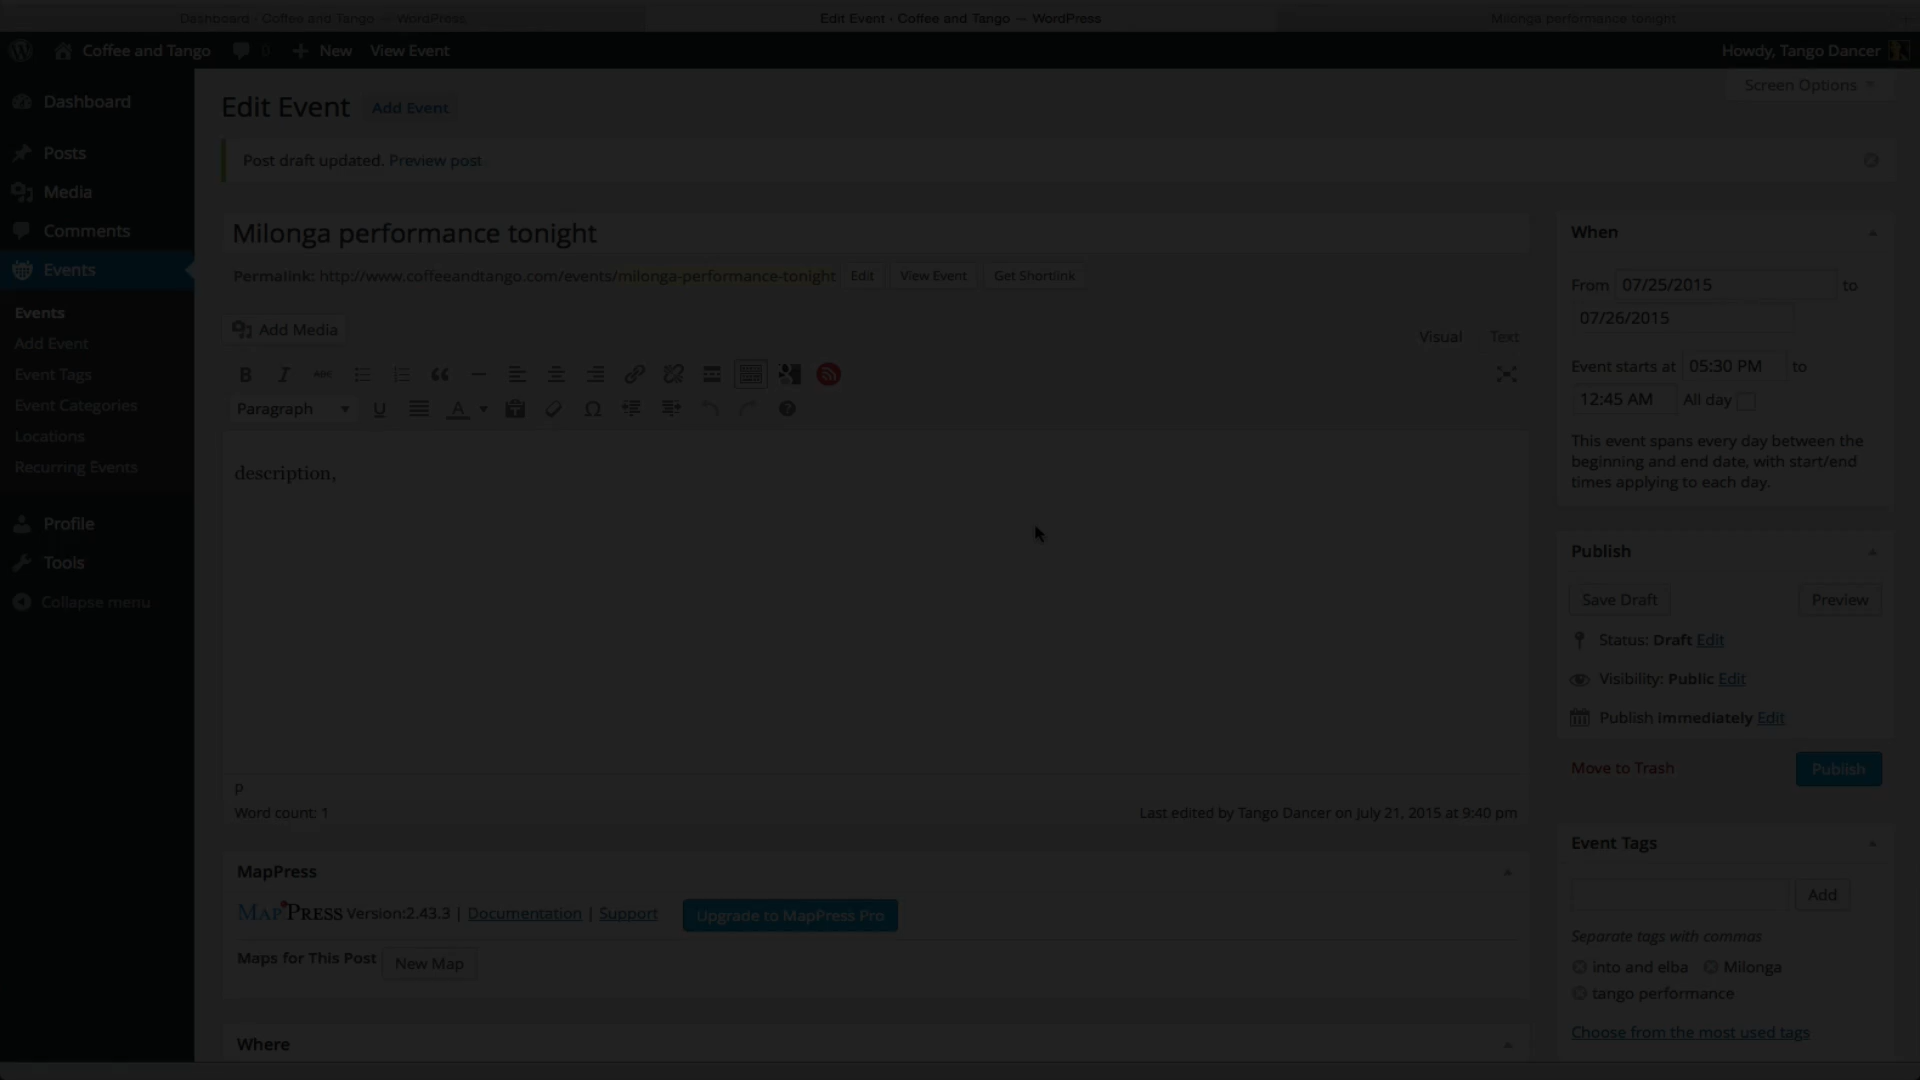 Dashboard ‹ Coffee and Tango — WordPress
Edit Event ‹ Coffee and Tango — WordPress
Milonga performance tonight
Coffee and Tango
0
New
View Event
Howdy, Tango Dancer
Screen Options
Dashboard
Posts
Media
Comments
Events
Events
Add Event
Event Tags
Event Categories
Locations
Recurring Events
Profile
Tools
Collapse menu
Edit Event
Add Event
Post draft updated. Preview post
Milonga performance tonight
Permalink: http://www.coffeeandtango.com/events/milonga-performance-tonight
Edit
View Event
Get Shortlink
Add Media
Visual
Text
B
I
ABC
Paragraph
U
A
Ω
description,
P
Word count: 1
Last edited by Tango Dancer on July 21, 2015 at 9:40 pm
MapPress
MAPPRESS Version:2.43.3 | Documentation | Support
Upgrade to MapPress Pro
Maps for This Post
New Map
Where
When
From 07/25/2015 to
07/26/2015
Event starts at 05:30 PM to
12:45 AM All day
This event spans every day between the
beginning and end date, with start/end
times applying to each day.
Publish
Save Draft
Preview
Status: Draft Edit
Visibility: Public Edit
Publish immediately Edit
Move to Trash
Publish
Event Tags
Add
Separate tags with commas
into and elba
Milonga
tango performance
Choose from the most used tags